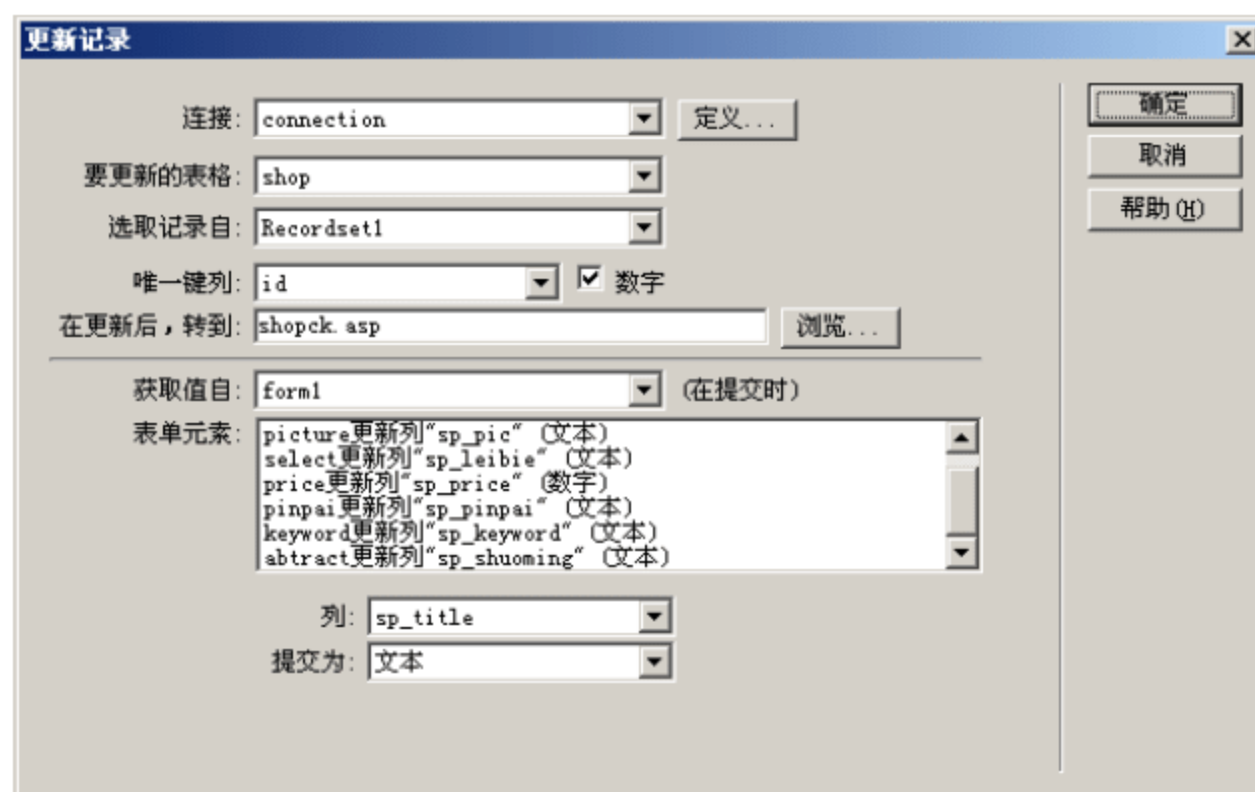 更新记录
连接: connection 定义...
确定
要更新的表格: shop
取消
选取记录自: Recordset1
帮助(H)
唯一键列: id 数字
在更新后，转到: shopck.asp 浏览...
获取值自: form1 (在提交时)
表单元素: picture更新列"sp_pic" (文本)
select更新列"sp_leibie" (文本)
price更新列"sp_price" (数字)
pinpai更新列"sp_pinpai" (文本)
keyword更新列"sp_keyword" (文本)
abtract更新列"sp_shuoming" (文本)
列: sp_title
提交为: 文本